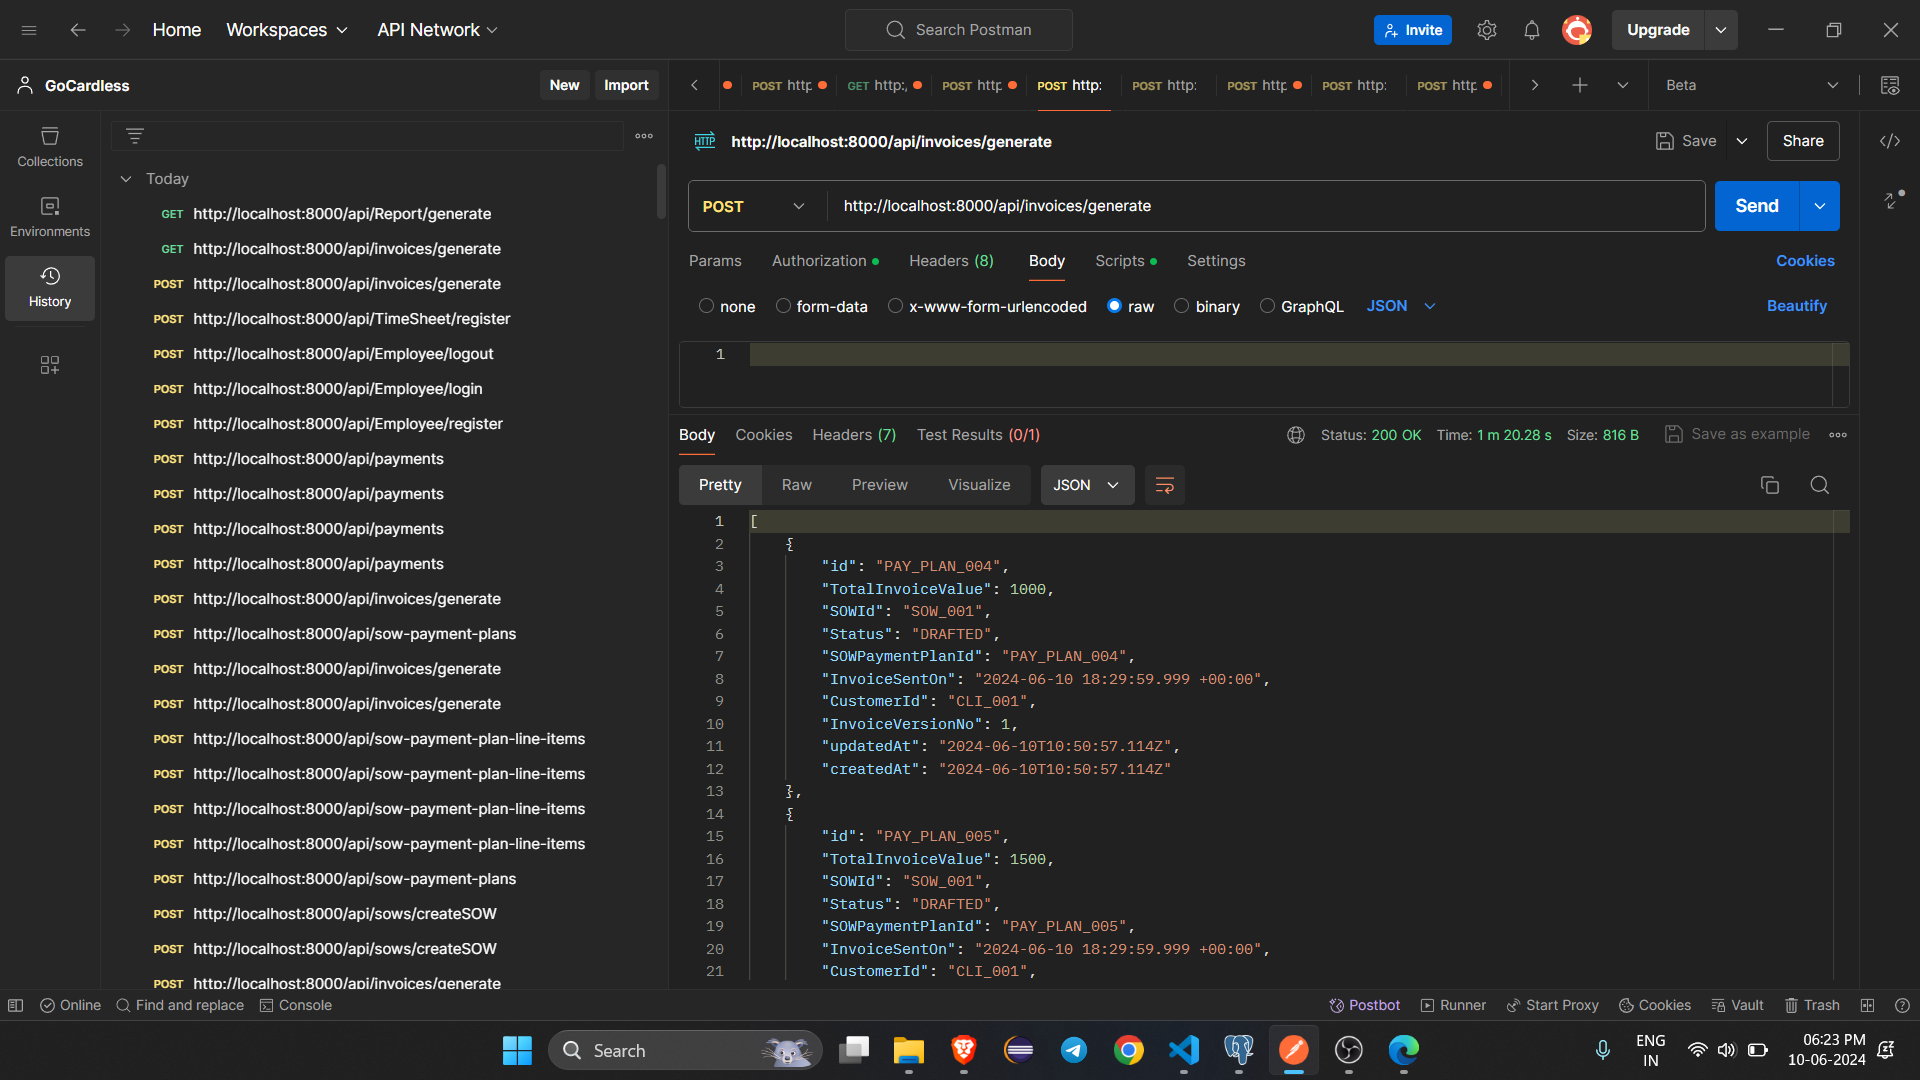 Home Workspaces API Network Search Postman Invite Upgrade
GoCardless New Import
POST http: GET http:, POST http POST http: POST http: POST http POST http: POST http Beta
HTTP http://localhost:8000/api/invoices/generate Save Share
POST http://localhost:8000/api/invoices/generate Send
Params Authorization Headers (8) Body Scripts Settings Cookies
none form-data x-www-form-urlencoded raw binary GraphQL JSON Beautify
1
Collections
Environments
History
Today
GET http://localhost:8000/api/Report/generate
GET http://localhost:8000/api/invoices/generate
POST http://localhost:8000/api/invoices/generate
POST http://localhost:8000/api/TimeSheet/register
POST http://localhost:8000/api/Employee/logout
POST http://localhost:8000/api/Employee/login
POST http://localhost:8000/api/Employee/register
POST http://localhost:8000/api/payments
POST http://localhost:8000/api/payments
POST http://localhost:8000/api/payments
POST http://localhost:8000/api/payments
POST http://localhost:8000/api/invoices/generate
POST http://localhost:8000/api/sow-payment-plans
POST http://localhost:8000/api/invoices/generate
POST http://localhost:8000/api/invoices/generate
POST http://localhost:8000/api/sow-payment-plan-line-items
POST http://localhost:8000/api/sow-payment-plan-line-items
POST http://localhost:8000/api/sow-payment-plan-line-items
POST http://localhost:8000/api/sow-payment-plan-line-items
POST http://localhost:8000/api/sow-payment-plans
POST http://localhost:8000/api/sows/createSOW
POST http://localhost:8000/api/sows/createSOW
POST http://localhost:8000/api/invoices/generate
Body Cookies Headers (7) Test Results (0/1) Status: 200 OK Time: 1 m 20.28 s Size: 816 B Save as example
Pretty Raw Preview Visualize JSON
1 [
2 {
3 "id": "PAY_PLAN_004",
4 "TotalInvoiceValue": 1000,
5 "SOWId": "SOW_001",
6 "Status": "DRAFTED",
7 "SOWPaymentPlanId": "PAY_PLAN_004",
8 "InvoiceSentOn": "2024-06-10 18:29:59.999 +00:00",
9 "CustomerId": "CLI_001",
10 "InvoiceVersionNo": 1,
11 "updatedAt": "2024-06-10T10:50:57.114Z",
12 "createdAt": "2024-06-10T10:50:57.114Z"
13 },
14 {
15 "id": "PAY_PLAN_005",
16 "TotalInvoiceValue": 1500,
17 "SOWId": "SOW_001",
18 "Status": "DRAFTED",
19 "SOWPaymentPlanId": "PAY_PLAN_005",
20 "InvoiceSentOn": "2024-06-10 18:29:59.999 +00:00",
21 "CustomerId": "CLI_001",
Online Find and replace Console Postbot Runner Start Proxy Cookies Vault Trash
Search
ENG
IN
06:23 PM
10-06-2024